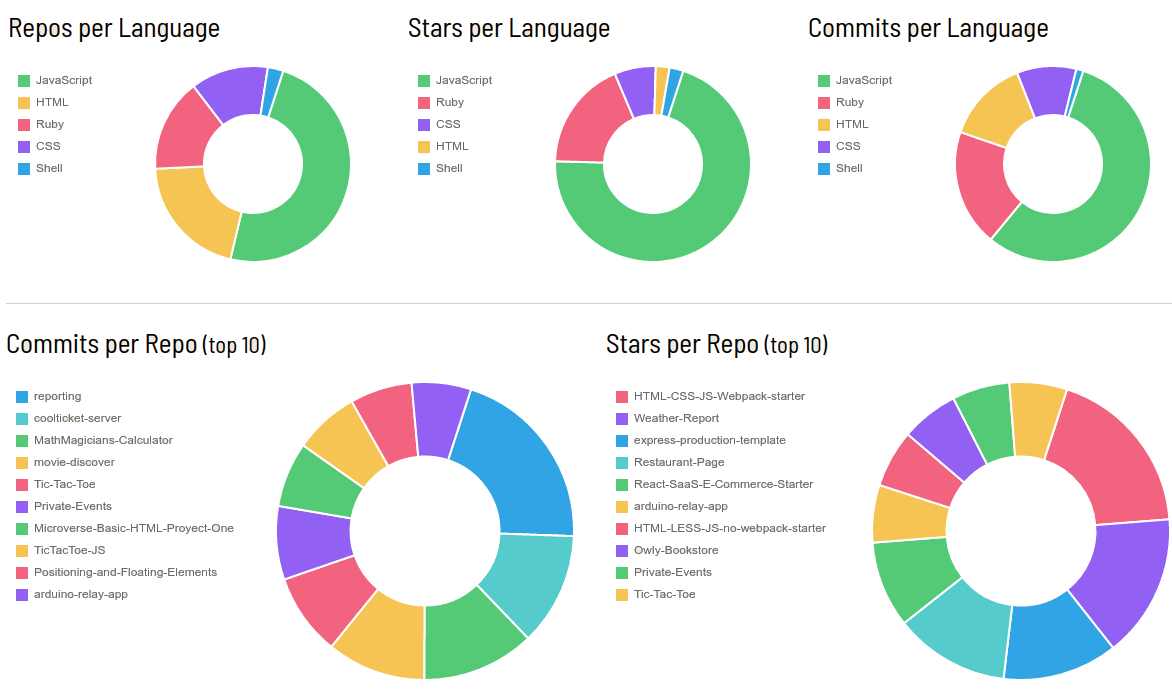 Repos per Language
JavaScript
HTML
Ruby
CSS
Shell
Stars per Language
JavaScript
Ruby
CSS
HTML
Shell
Commits per Language
JavaScript
Ruby
HTML
CSS
Shell
Commits per Repo (top 10)
reporting
coolticket-server
MathMagicians-Calculator
movie-discover
Tic-Tac-Toe
Private-Events
Microverse-Basic-HTML-Proyect-One
TicTacToe-JS
Positioning-and-Floating-Elements
arduino-relay-app
Stars per Repo (top 10)
HTML-CSS-JS-Webpack-starter
Weather-Report
express-production-template
Restaurant-Page
React-SaaS-E-Commerce-Starter
arduino-relay-app
HTML-LESS-JS-no-webpack-starter
Owly-Bookstore
Private-Events
Tic-Tac-Toe